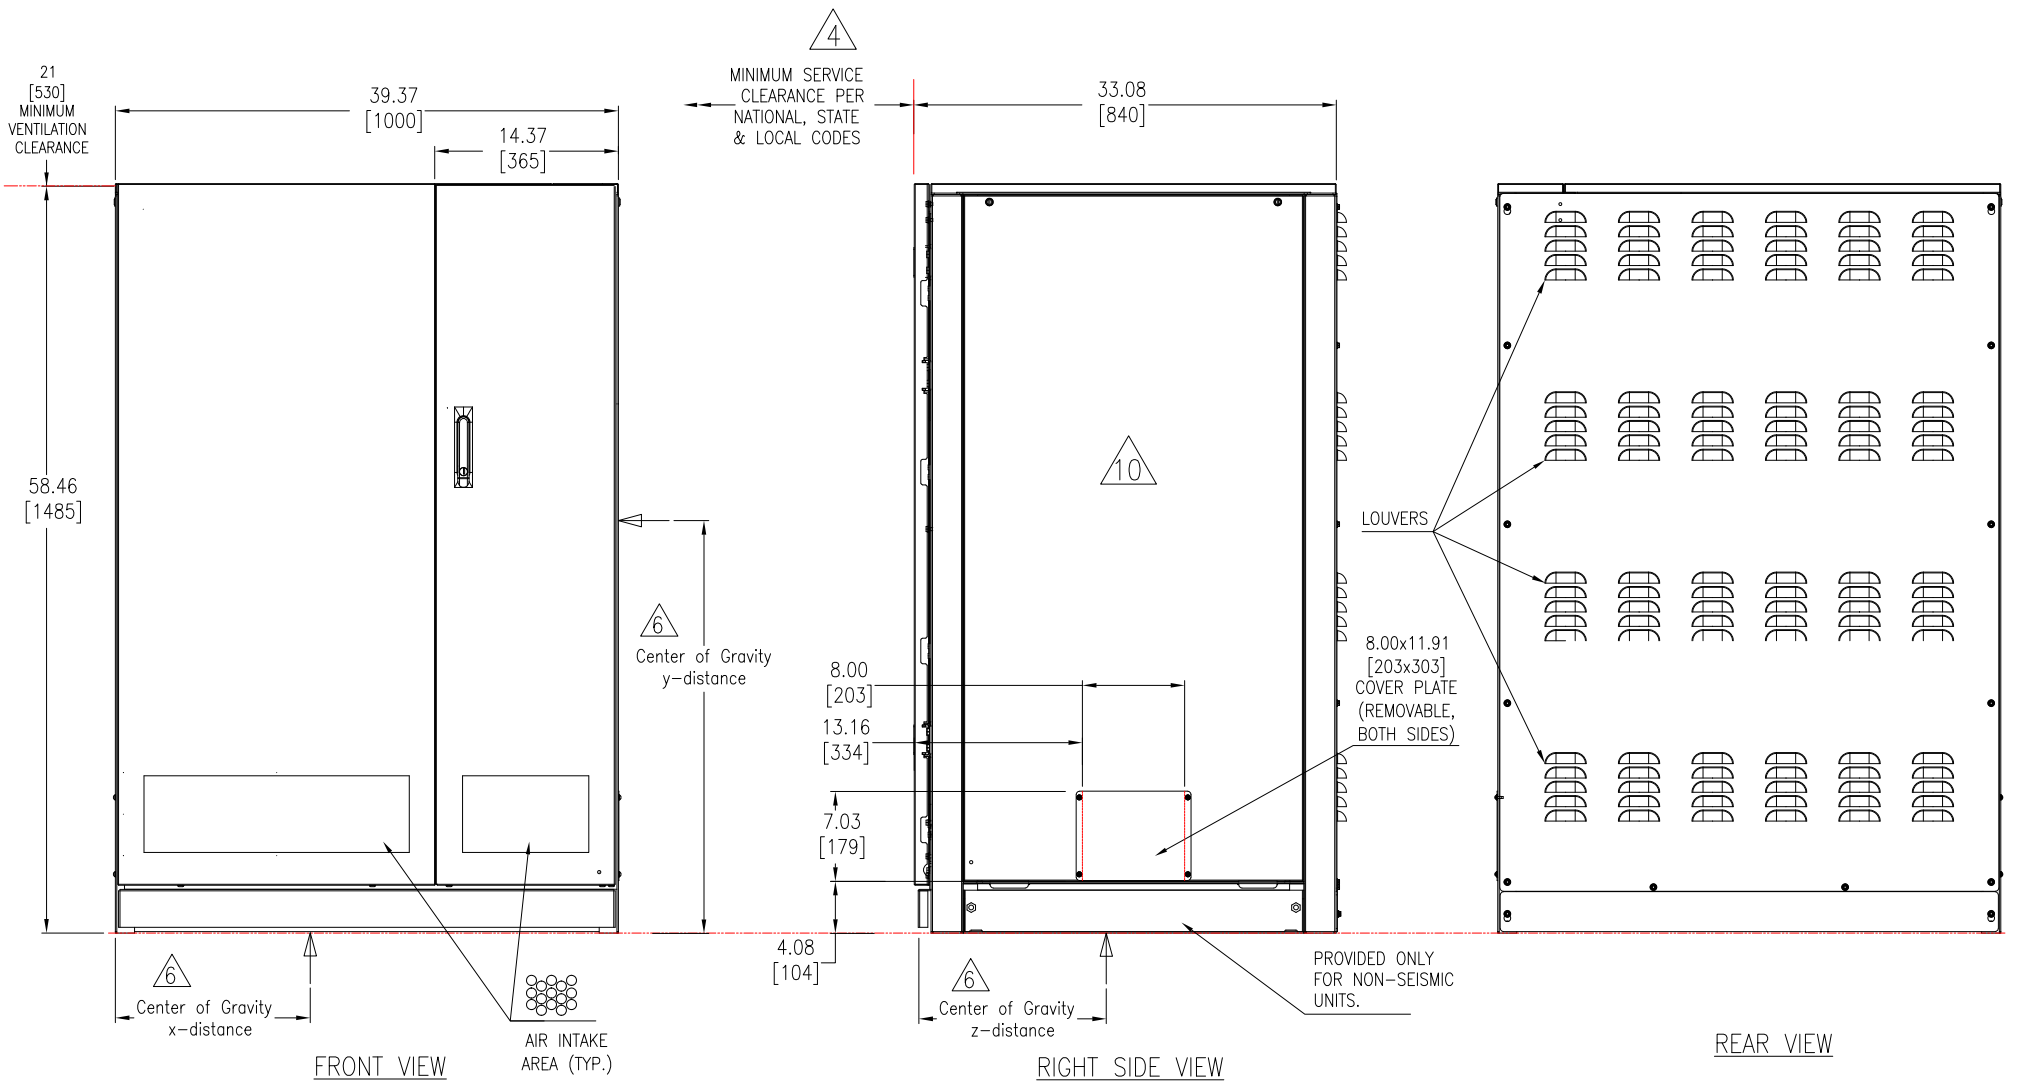 21
[530]
MINIMUM
VENTILATION
CLEARANCE
39.37
[1000]
14.37
[365]
58.46
[1485]
6
Center of Gravity
y-distance
6
Center of Gravity
x-distance
AIR INTAKE
AREA (TYP.)
FRONT VIEW
4
MINIMUM SERVICE
CLEARANCE PER
NATIONAL, STATE
& LOCAL CODES
33.08
[840]
10
8.00
[203]
13.16
[334]
7.03
[179]
4.08
[104]
8.00x11.91
[203x303]
COVER PLATE
(REMOVABLE,
BOTH SIDES)
6
Center of Gravity
z-distance
PROVIDED ONLY
FOR NON-SEISMIC
UNITS.
RIGHT SIDE VIEW
LOUVERS
REAR VIEW